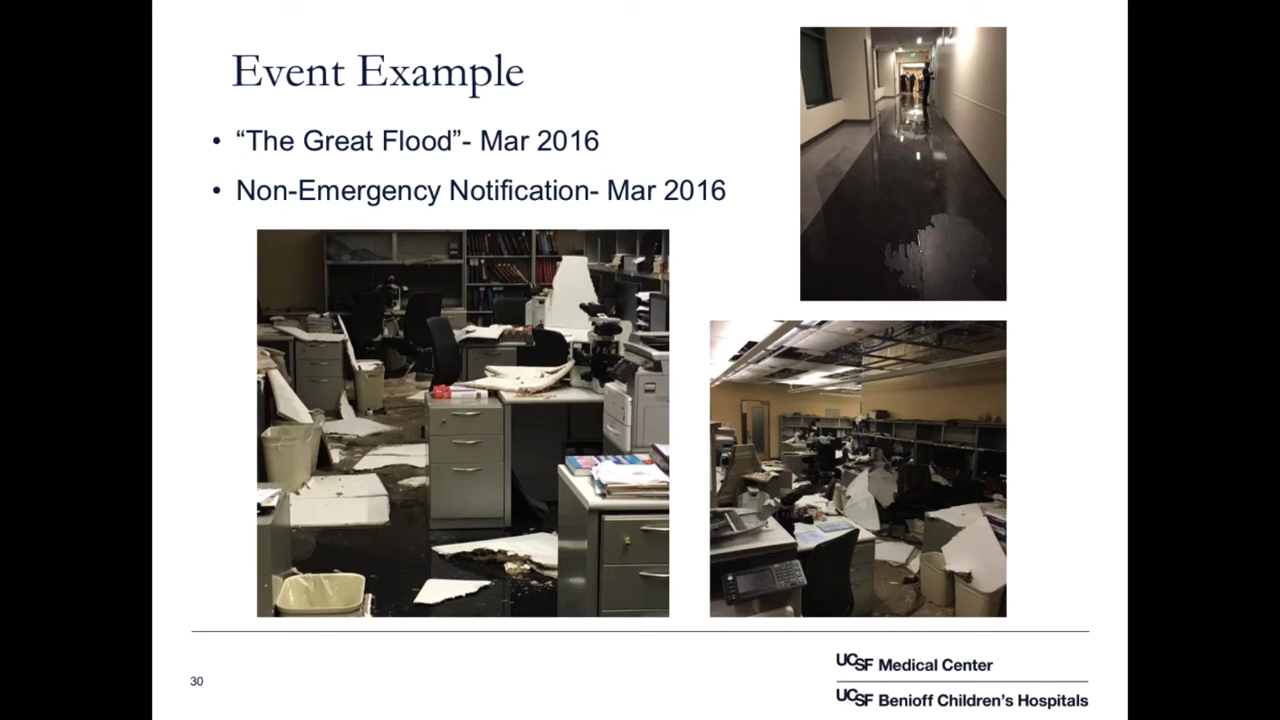 Event Example
• “The Great Flood”- Mar 2016
• Non-Emergency Notification- Mar 2016
30
UCSF Medical Center
UCSF Benioff Children’s Hospitals